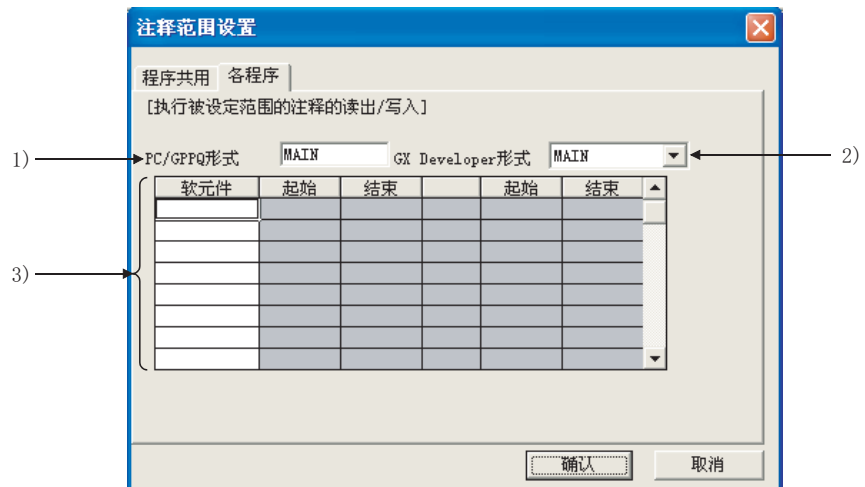 注释范围设置
程序共用 各程序
[执行被设定范围的注释的读出/写入]
1) PC/GPPQ形式 MAIN GX Developer形式 MAIN 2)
软元件 起始 结束 起始 结束
3)
确认 取消